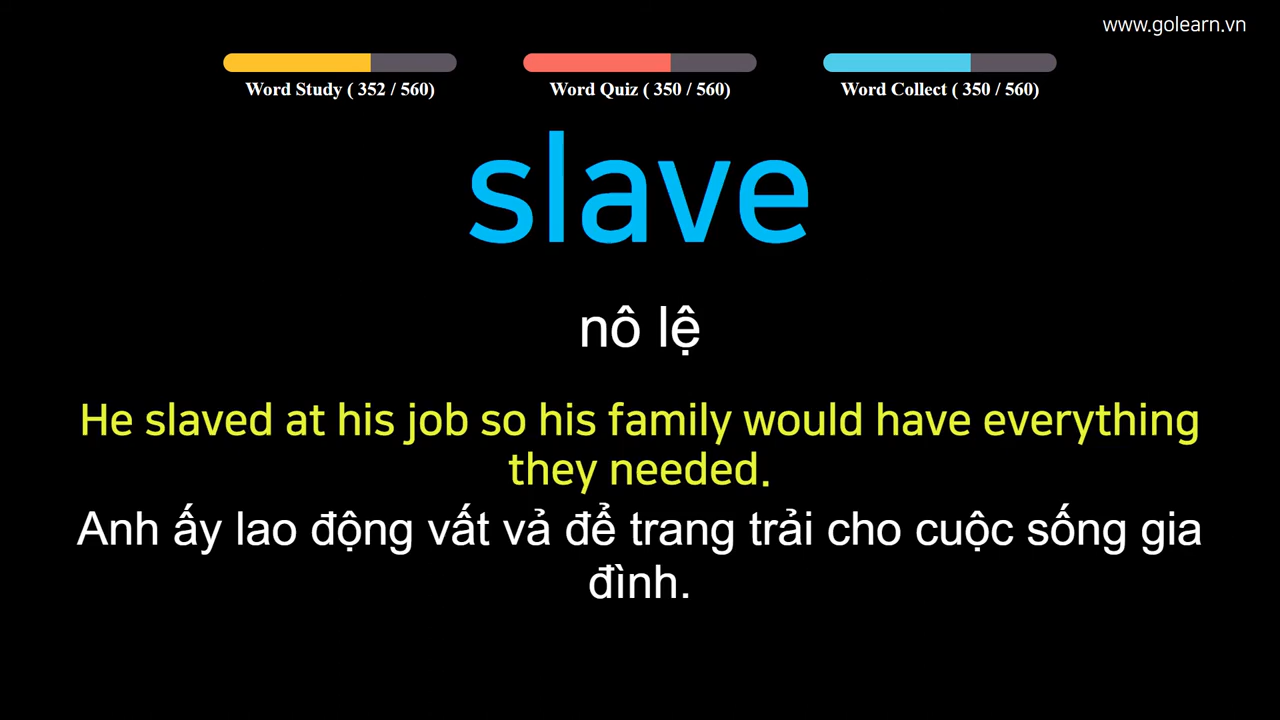 www.golearn.vn
Word Study ( 352 / 560)
Word Quiz ( 350 / 560)
Word Collect ( 350 / 560)
slave
nô lệ
He slaved at his job so his family would have everything
they needed.
Anh ấy lao động vất vả để trang trải cho cuộc sống gia
đình.